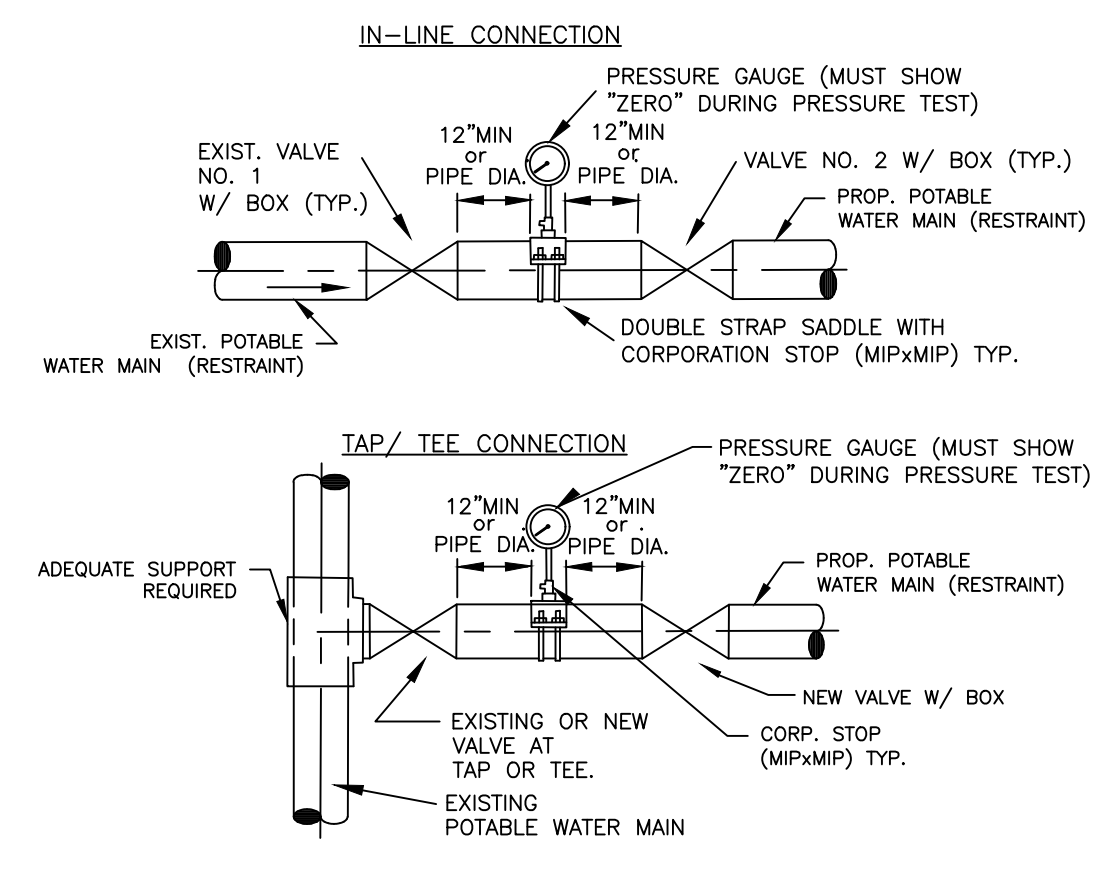 IN-LINE CONNECTION
PRESSURE GAUGE (MUST SHOW
"ZERO" DURING PRESSURE TEST)
12"MIN
or
PIPE DIA.
12"MIN
or
PIPE DIA.
EXIST. VALVE
NO. 1
W/ BOX (TYP.)
VALVE NO. 2 W/ BOX (TYP.)
PROP. POTABLE
WATER MAIN (RESTRAINT)
EXIST. POTABLE
WATER MAIN (RESTRAINT)
DOUBLE STRAP SADDLE WITH
CORPORATION STOP (MIPxMIP) TYP.
TAP/ TEE CONNECTION
PRESSURE GAUGE (MUST SHOW
"ZERO" DURING PRESSURE TEST)
12"MIN
or
PIPE DIA.
12"MIN
or
PIPE DIA.
ADEQUATE SUPPORT
REQUIRED
PROP. POTABLE
WATER MAIN (RESTRAINT)
NEW VALVE W/ BOX
EXISTING OR NEW
VALVE AT
TAP OR TEE.
CORP. STOP
(MIPxMIP) TYP.
EXISTING
POTABLE WATER MAIN